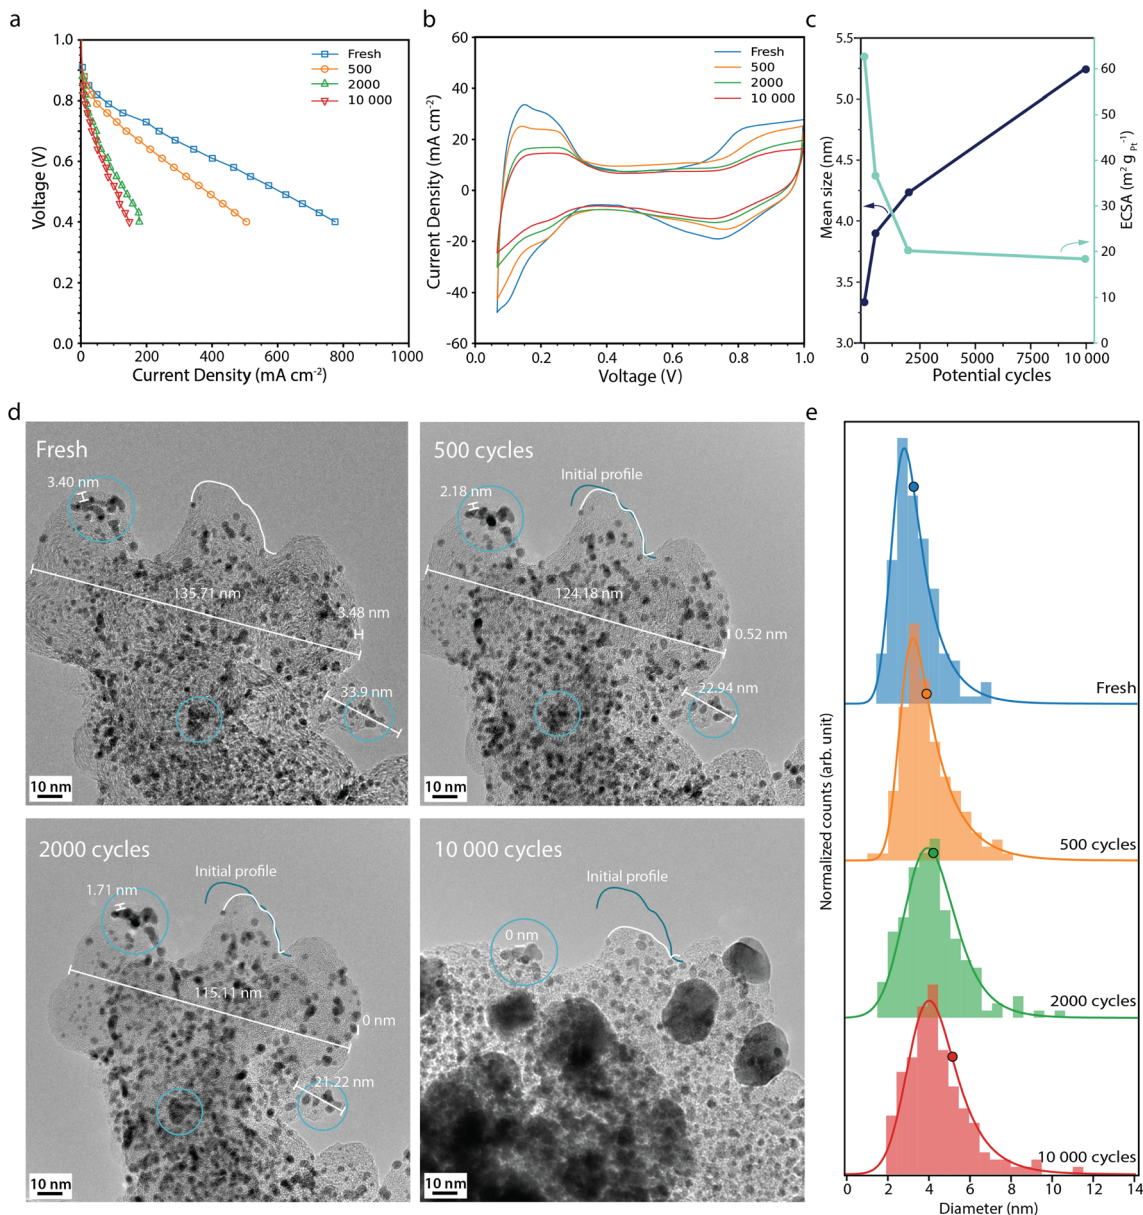 a
1.0
0.8
0.6
0.4
0.2
0.0
Voltage (V)
0
200
400
600
800
1000
Current Density (mA cm⁻²)
Fresh
500
2000
10 000
b
60
40
20
0
-20
-40
-60
Current Density (mA cm⁻²)
0.0
0.2
0.4
0.6
0.8
1.0
Voltage (V)
Fresh
500
2000
10 000
c
5.5
5.0
4.5
4.0
3.5
3.0
Mean size (nm)
60
50
40
30
20
10
0
ECSA (m² g Pt⁻¹)
0
2500
5000
7500
10 000
Potential cycles
d
Fresh
3.40 nm
135.71 nm
3.48 nm
33.9 nm
10 nm
500 cycles
Initial profile
2.18 nm
124.18 nm
0.52 nm
22.94 nm
10 nm
2000 cycles
Initial profile
1.71 nm
115.11 nm
0 nm
21.22 nm
10 nm
10 000 cycles
Initial profile
0 nm
10 nm
e
Normalized counts (arb. unit)
Fresh
500 cycles
2000 cycles
10 000 cycles
0
2
4
6
8
10
12
14
Diameter (nm)